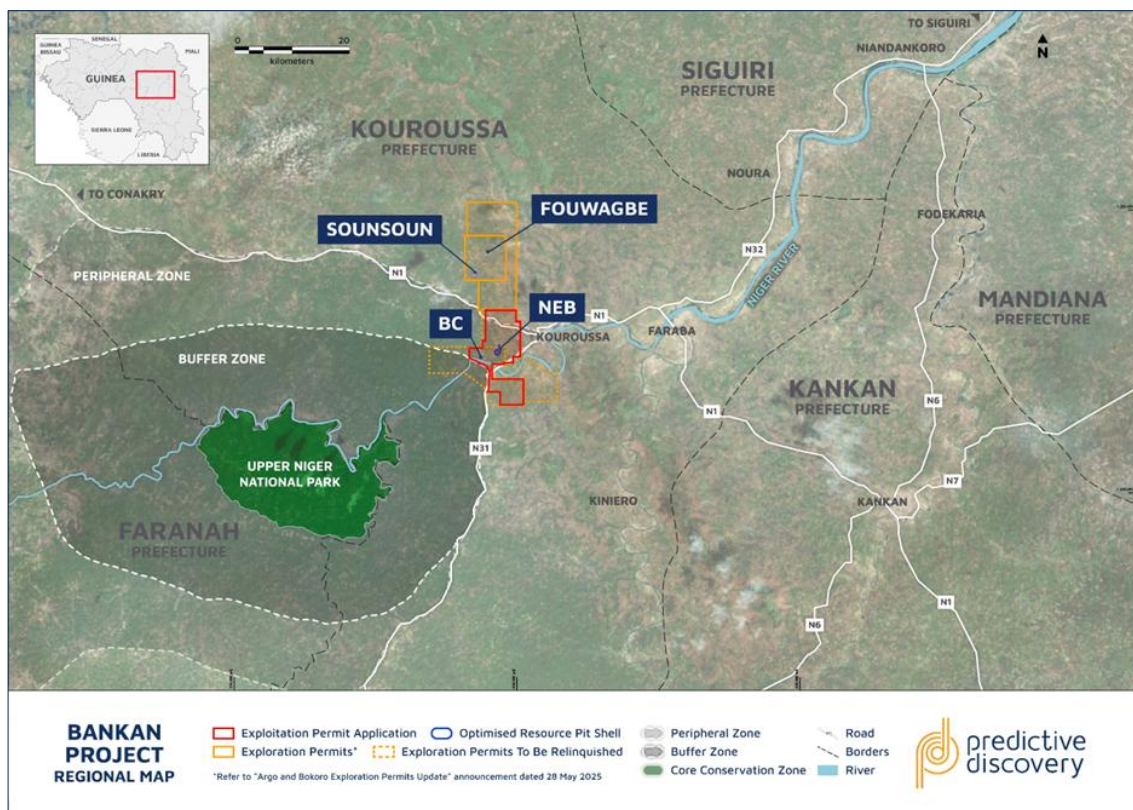 GUINEA
BISSAU
SENEGAL
MALI
GUINEA
SIERRA LEONE
LIBERIA
0 20
kilometers
TO SIGUIRI
N
NIANDANKORO
SIGUIRI
PREFECTURE
KOUROUSSA
PREFECTURE
TO CONAKRY
NOURA
FODEKARIA
FOUWAGBE
SOUNSOUN
N32
NIGER RIVER
PERIPHERAL ZONE
N1
MANDIANA
PREFECTURE
NEB
BC
N1
KOUROUSSA
FARABA
BUFFER ZONE
KANKAN
PREFECTURE
N1
N6
N31
UPPER NIGER
NATIONAL PARK
N7
KINIERO
KANKAN
FARANAH
PREFECTURE
N1
N6
BANKAN
PROJECT
REGIONAL MAP
Exploitation Permit Application
Optimised Resource Pit Shell
Exploration Permits*
Exploration Permits To Be Relinquished
*Refer to "Argo and Bokoro Exploration Permits Update" announcement dated 28 May 2025
Peripheral Zone
Road
Buffer Zone
Borders
Core Conservation Zone
River
predictive
discovery